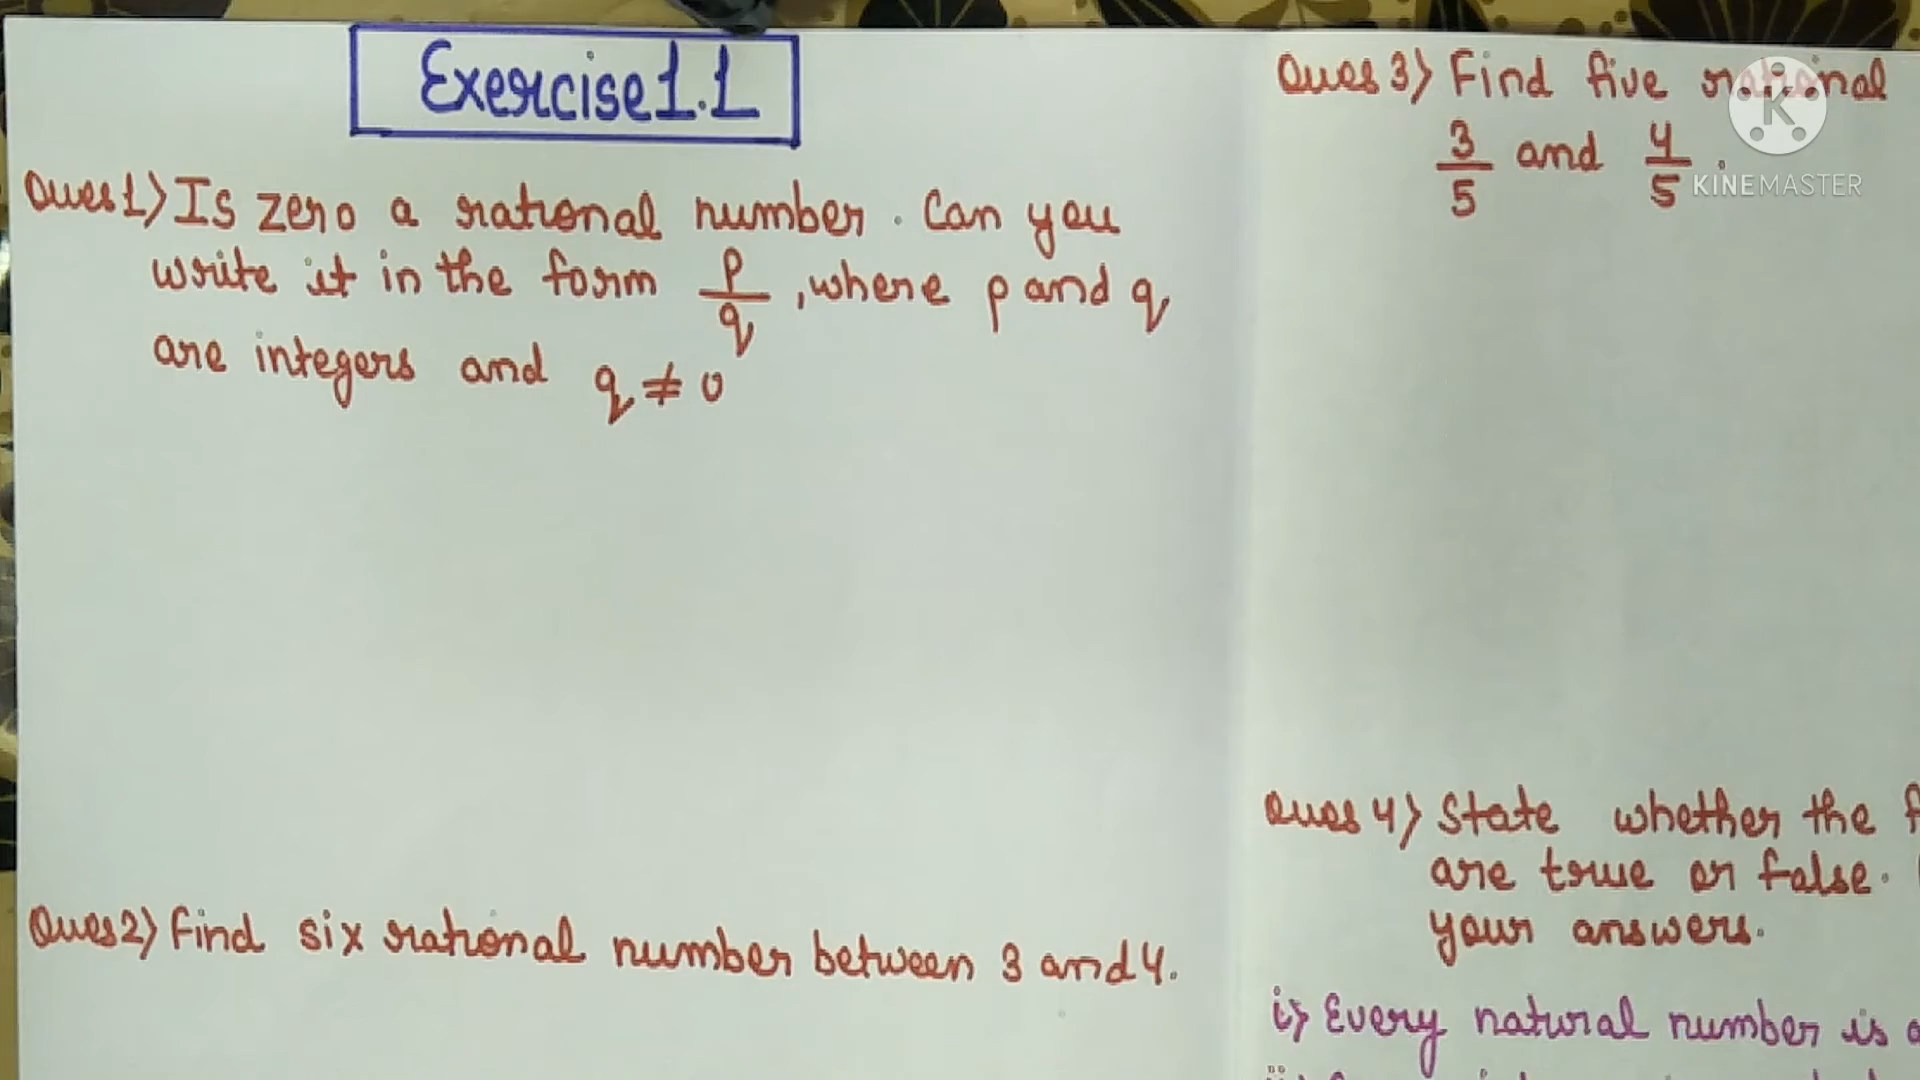 Exercise 1.1
Ques 1) Is zero a rational number. Can you
write it in the form p/q, where p and q
are integers and q ≠ 0
Ques 2) Find six rational number between 3 and 4.
Ques 3) Find five rational
3/5 and 4/5.
K
KINEMASTER
Ques 4) State whether the
are true or false.
your answers.
i) Every natural number is